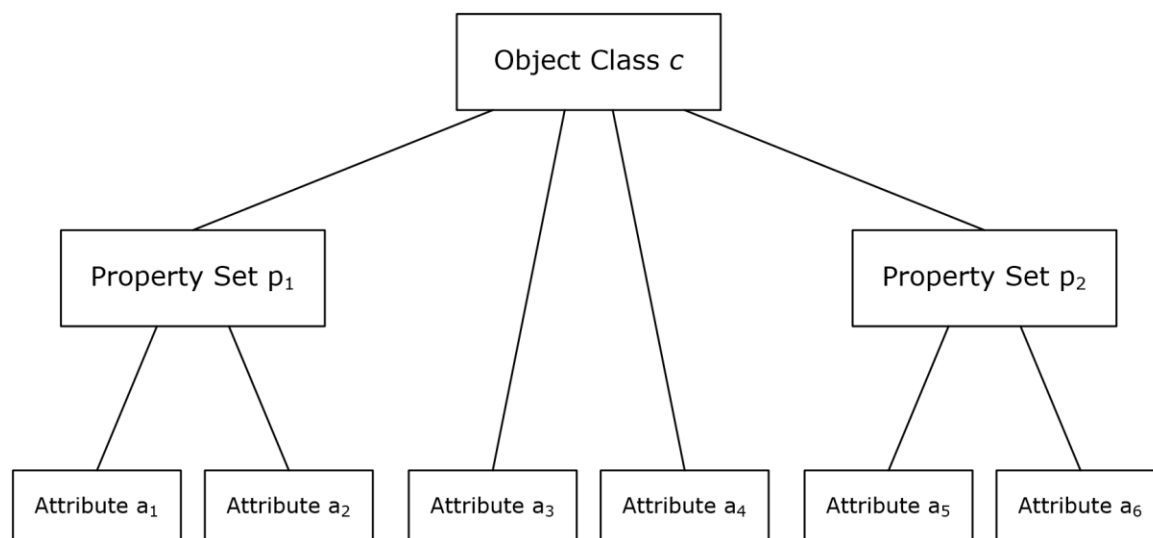 Object Class c
Property Set p₁
Property Set p₂
Attribute a₁
Attribute a₂
Attribute a₃
Attribute a₄
Attribute a₅
Attribute a₆